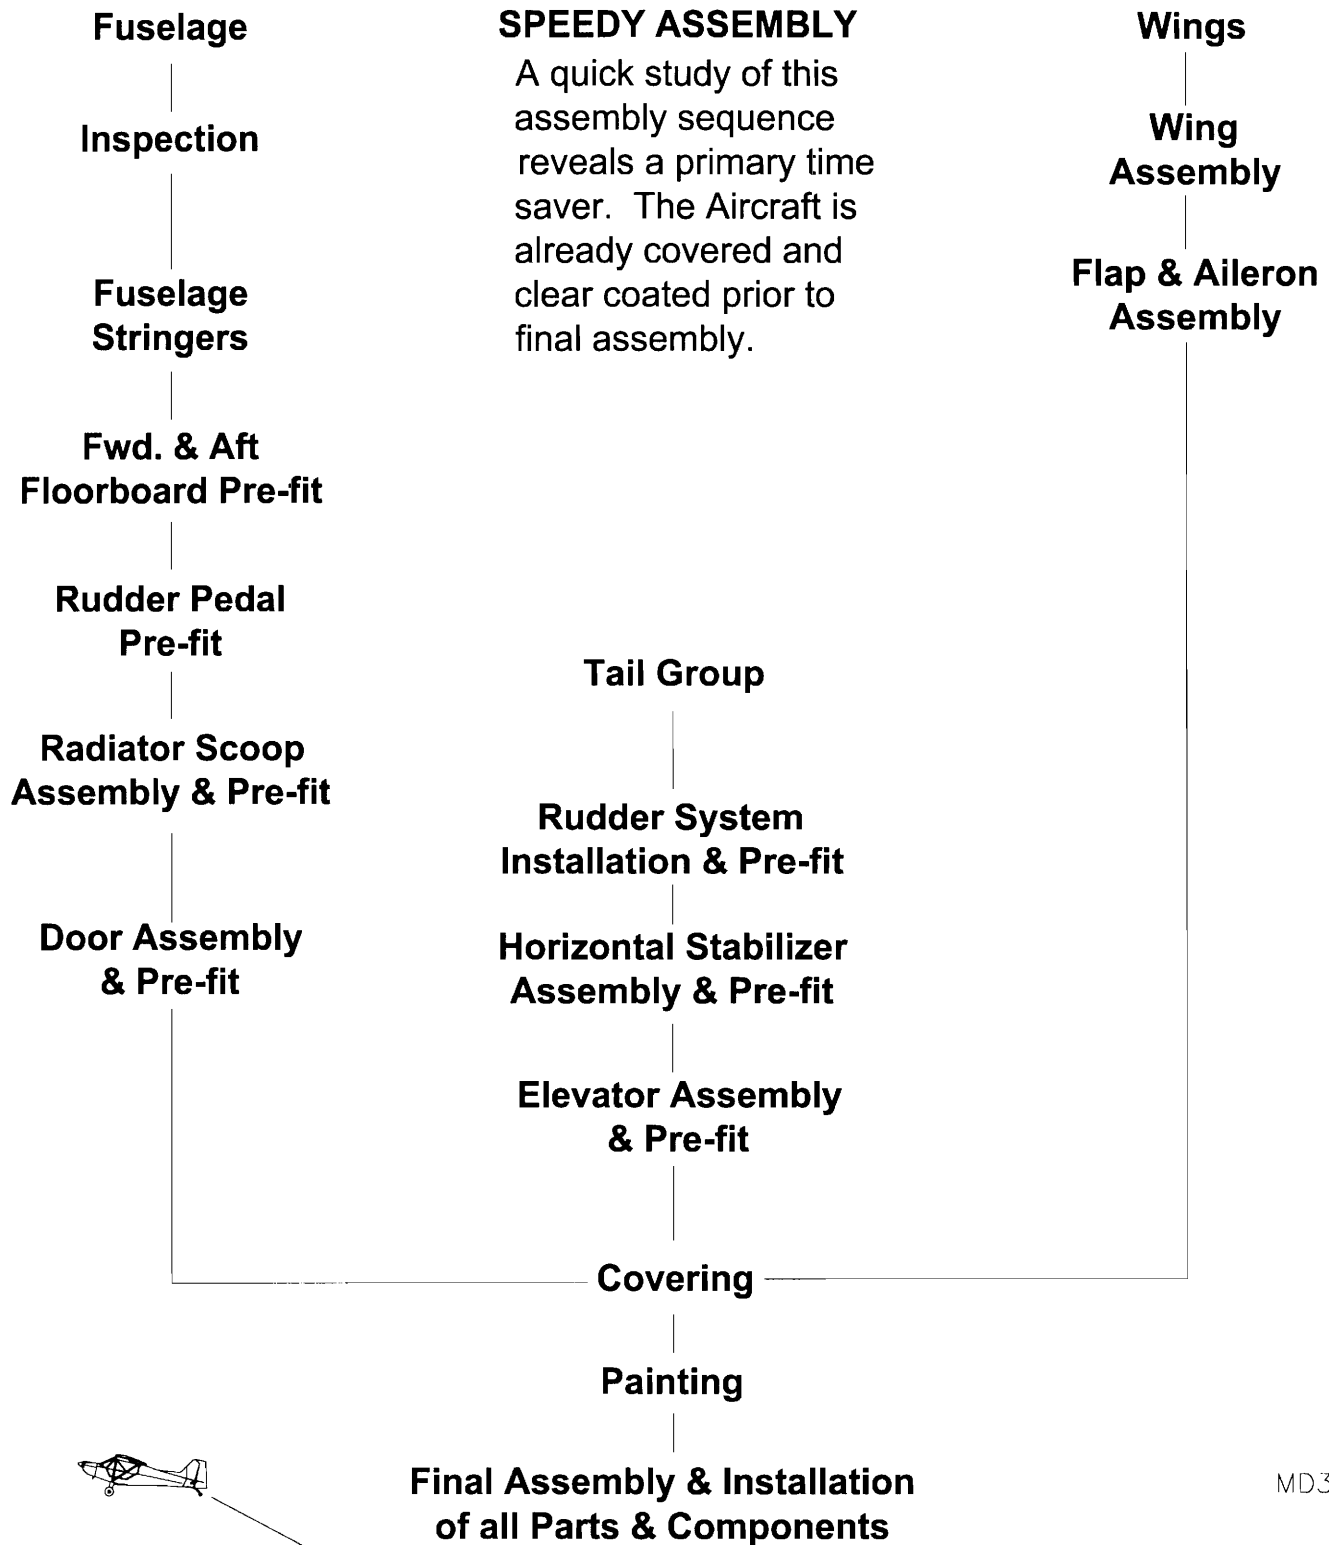 Fuselage
Inspection
Fuselage
Stringers
Fwd. & Aft
Floorboard Pre-fit
Rudder Pedal
Pre-fit
Radiator Scoop
Assembly & Pre-fit
Door Assembly
& Pre-fit
SPEEDY ASSEMBLY
A quick study of this
assembly sequence
reveals a primary time
saver.  The Aircraft is
already covered and
clear coated prior to
final assembly.
Tail Group
Rudder System
Installation & Pre-fit
Horizontal Stabilizer
Assembly & Pre-fit
Elevator Assembly
& Pre-fit
Wings
Wing
Assembly
Flap & Aileron
Assembly
Covering
Painting
Final Assembly & Installation
of all Parts & Components
MD3